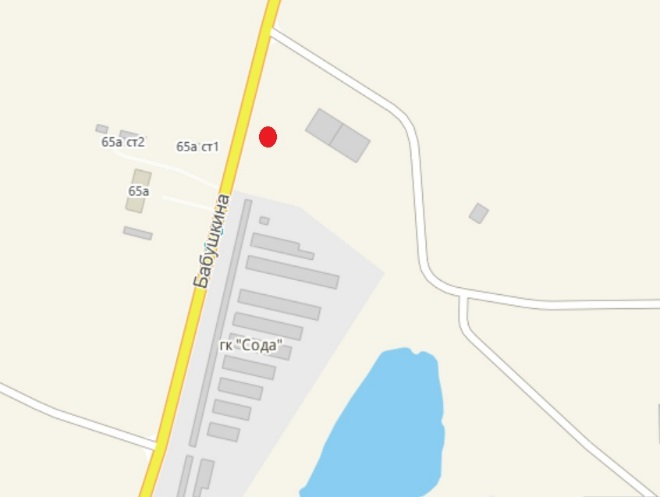 65а ст2
65а ст1
65а
Бабушкина
гк "Сода"